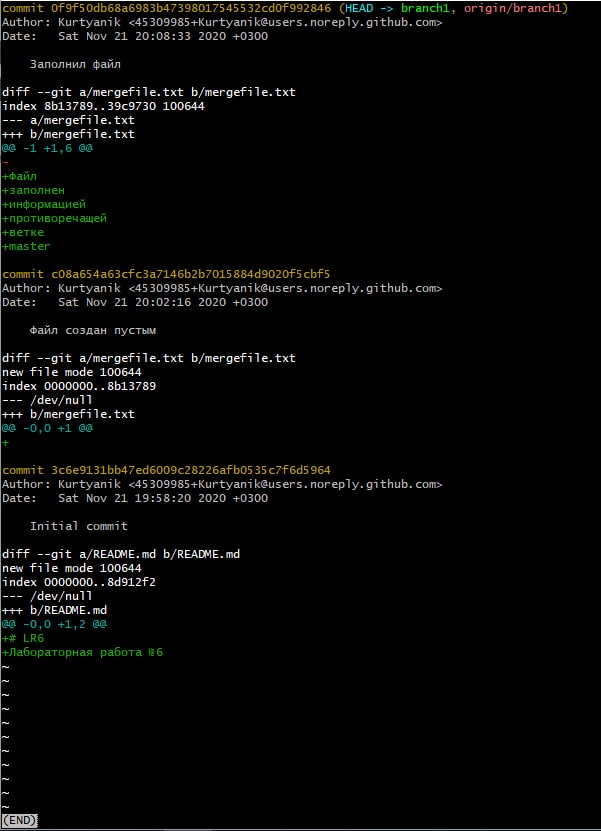 commit 0f9f50db68a6983b47398017545532cd0f992846 (HEAD -> branch1, origin/branch1)
Author: Kurtyanik <45309985+Kurtyanik@users.noreply.github.com>
Date:   Sat Nov 21 20:08:33 2020 +0300
    Заполнил файл
diff --git a/mergefile.txt b/mergefile.txt
index 8b13789..39c9730 100644
--- a/mergefile.txt
+++ b/mergefile.txt
@@ -1 +1,6 @@
-
+Файл
+заполнен
+информацией
+противоречащей
+ветке
+master
commit c08a654a63cfc3a7146b2b7015884d9020f5cbf5
Author: Kurtyanik <45309985+Kurtyanik@users.noreply.github.com>
Date:   Sat Nov 21 20:02:16 2020 +0300
    Файл создан пустым
diff --git a/mergefile.txt b/mergefile.txt
new file mode 100644
index 0000000..8b13789
--- /dev/null
+++ b/mergefile.txt
@@ -0,0 +1 @@
+
commit 3c6e9131bb47ed6009c28226afb0535c7f6d5964
Author: Kurtyanik <45309985+Kurtyanik@users.noreply.github.com>
Date:   Sat Nov 21 19:58:20 2020 +0300
    Initial commit
diff --git a/README.md b/README.md
new file mode 100644
index 0000000..8d912f2
--- /dev/null
+++ b/README.md
@@ -0,0 +1,2 @@
+# LR6
+Лабораторная работа №6
~
~
~
~
~
~
~
~
~
~
~
(END)